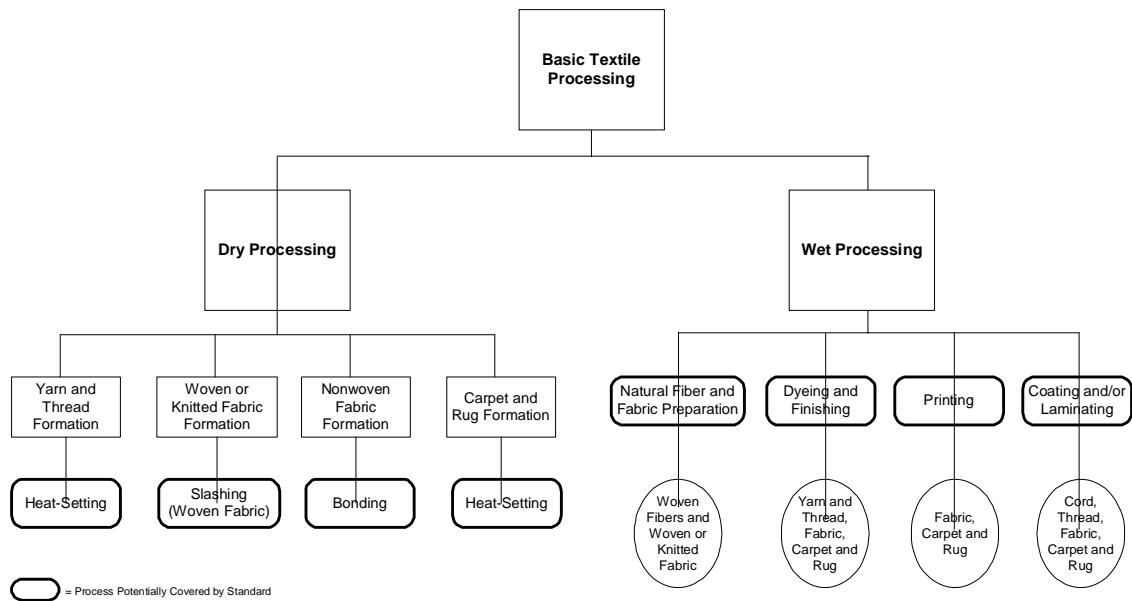 Basic Textile
Processing
Dry Processing
Wet Processing
Yarn and
Thread
Formation
Woven or
Knitted Fabric
Formation
Nonwoven
Fabric
Formation
Carpet and
Rug Formation
Natural Fiber and
Fabric Preparation
Dyeing and
Finishing
Printing
Coating and/or
Laminating
Heat-Setting
Slashing
(Woven Fabric)
Bonding
Heat-Setting
Woven
Fibers and
Woven or
Knitted
Fabric
Yarn and
Thread,
Fabric,
Carpet and
Rug
Fabric,
Carpet and
Rug
Cord,
Thread,
Fabric,
Carpet and
Rug
= Process Potentially Covered by Standard